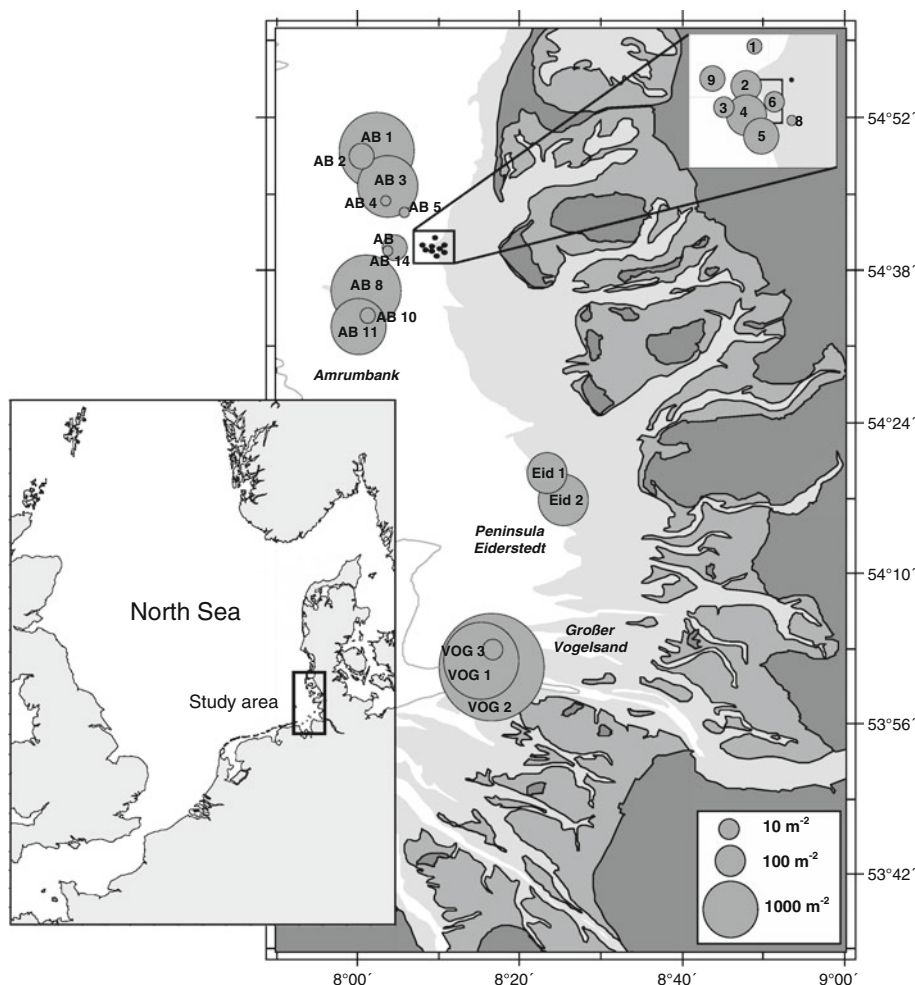 1
9
2
3
6
4
8
5
54°52´
AB 1
AB 2
AB 3
AB 4
AB 5
AB
AB 14
54°38´
AB 8
AB 10
AB 11
Amrumbank
54°24´
Eid 1
Eid 2
Peninsula
Eiderstedt
54°10´
North Sea
Großer
Vogelsand
VOG 3
VOG 1
VOG 2
Study area
53°56´
10 m⁻²
100 m⁻²
1000 m⁻²
53°42´
8°00´
8°20´
8°40´
9°00´